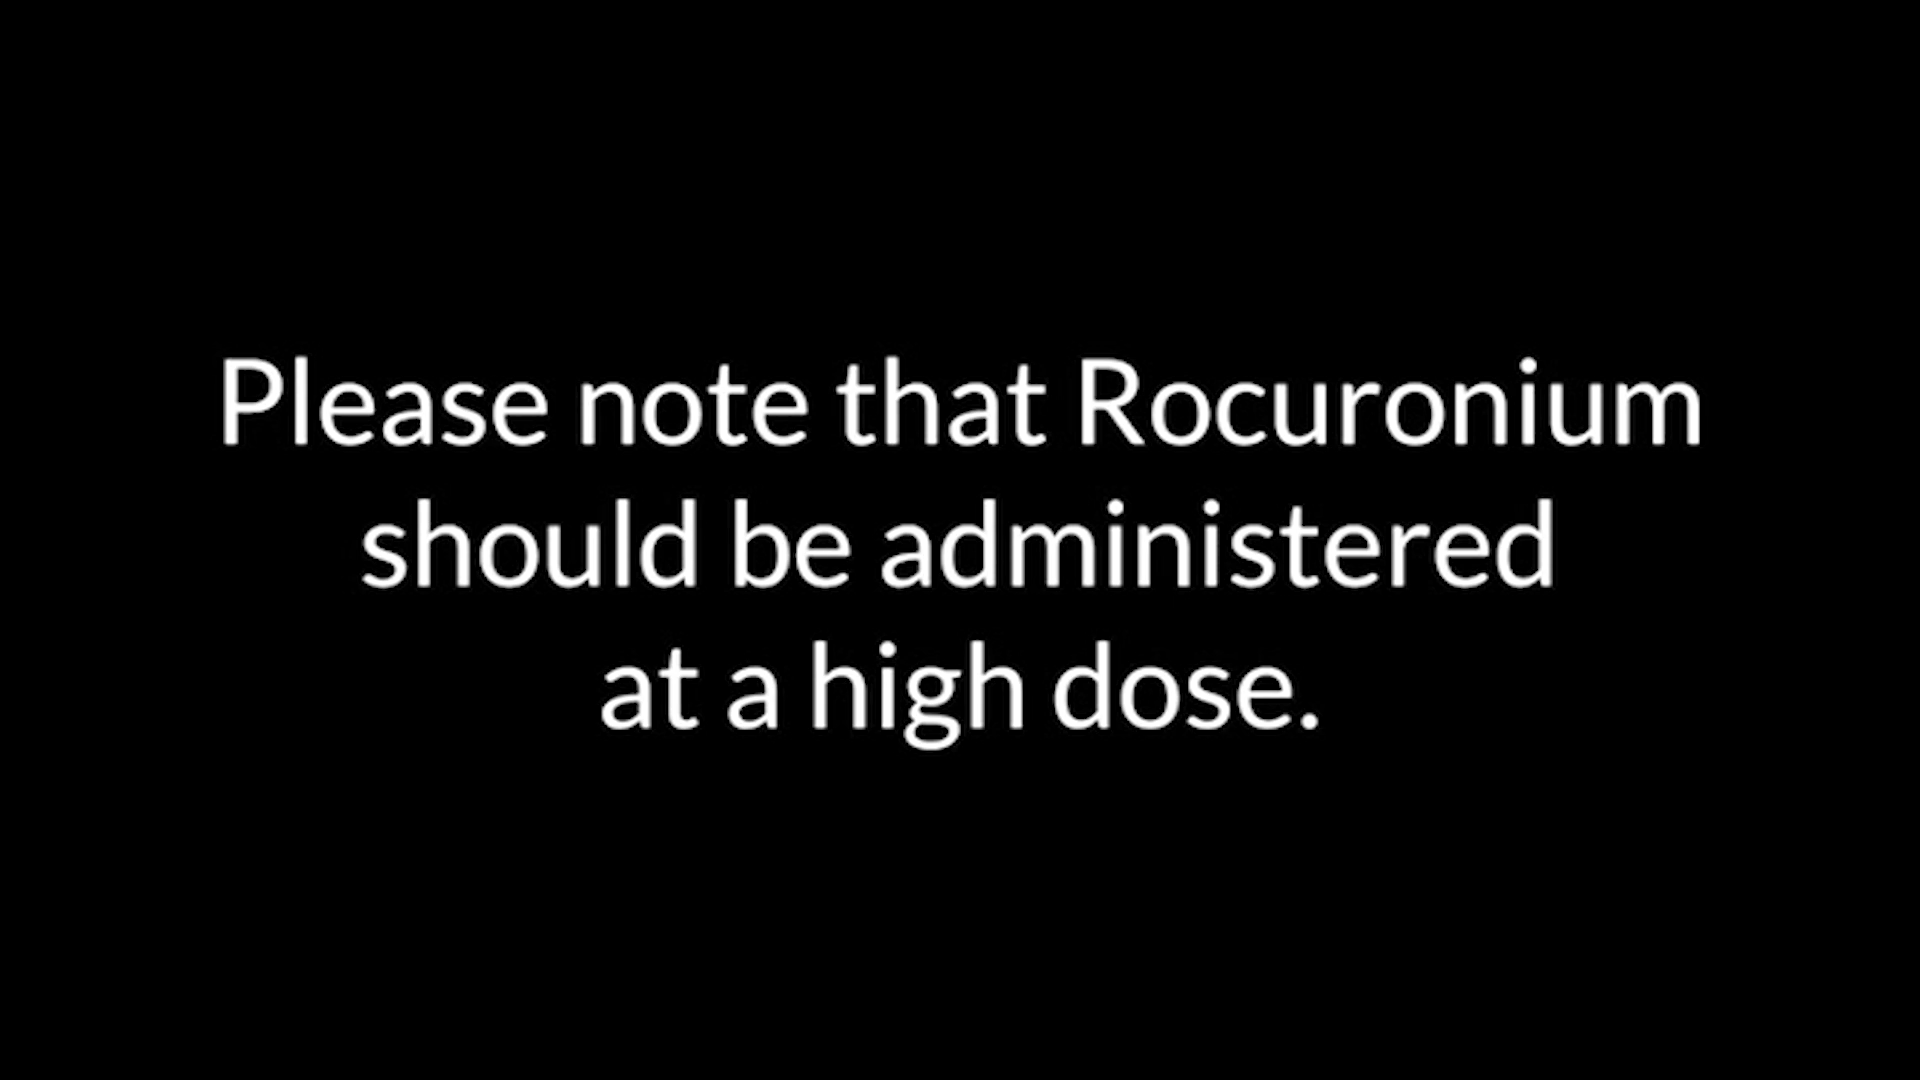 Please note that Rocuronium
should be administered
at a high dose.